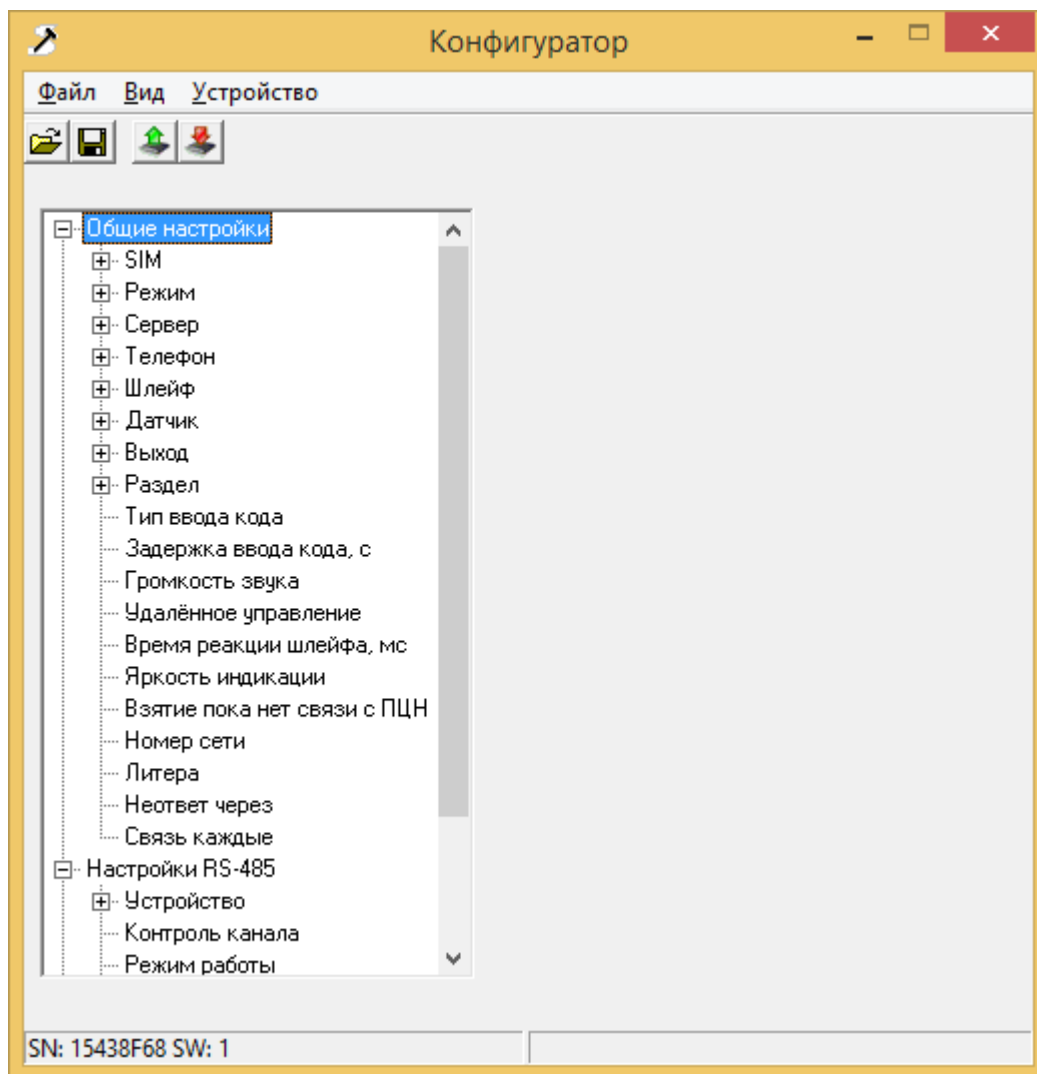 Конфигуратор
Файл Вид Устройство
Общие настройки
SIM
Режим
Сервер
Телефон
Шлейф
Датчик
Выход
Раздел
Тип ввода кода
Задержка ввода кода, с
Громкость звука
Удалённое управление
Время реакции шлейфа, мс
Яркость индикации
Взятие пока нет связи с ПЦН
Номер сети
Литера
Неответ через
Связь каждые
Настройки RS-485
Устройство
Контроль канала
Режим работы
SN: 15438F68 SW: 1